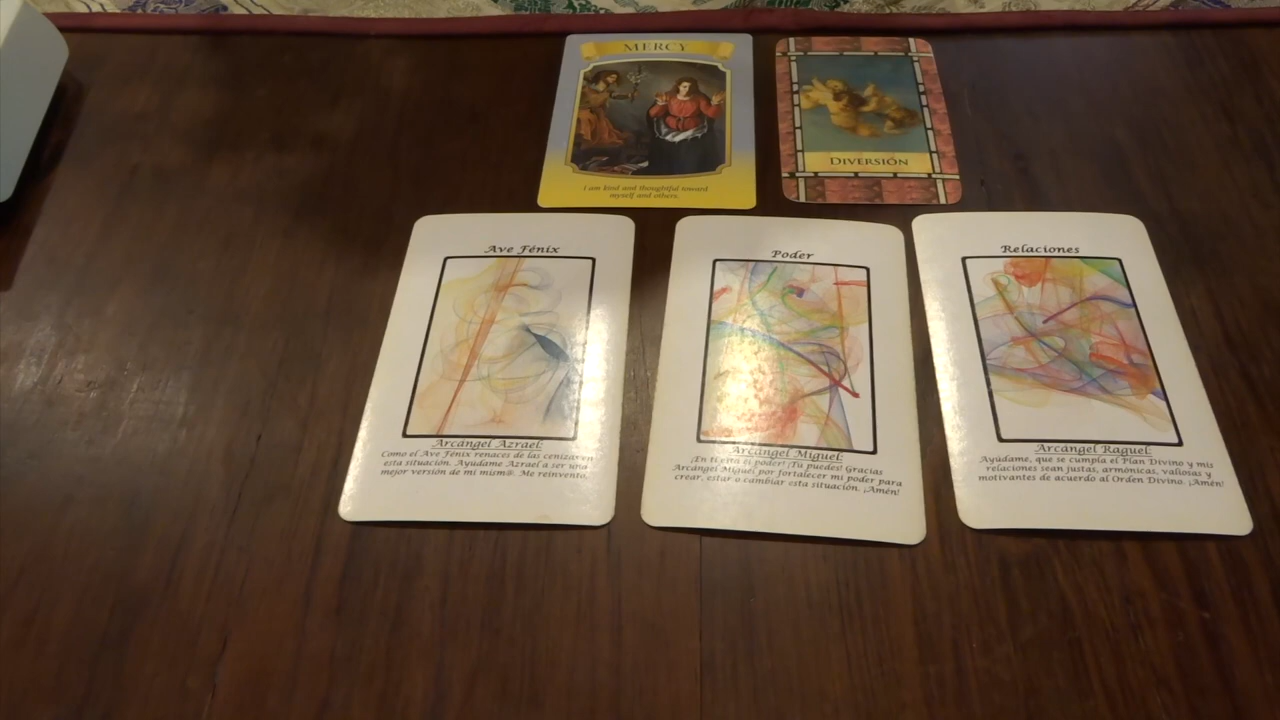 MERCY
I am kind and thoughtful toward
myself and others.
DIVERSIÓN
Ave Fénix
Arcángel Azrael:
Como el Ave Fénix renaces de las cenizas en
esta situación. Ayúdame Azrael a ser una
mejor versión de mi mism@. Me reinvento.
Poder
Arcángel Miguel:
¡En ti está el poder! ¡Tú puedes! Gracias
Arcángel Miguel por fortalecer mi poder para
crear, estar o cambiar esta situación. ¡Amén!
Relaciones
Arcángel Raguel:
Ayúdame, que se cumpla el Plan Divino y mis
relaciones sean justas, armónicas, valiosas y
motivantes de acuerdo al Orden Divino. ¡Amén!